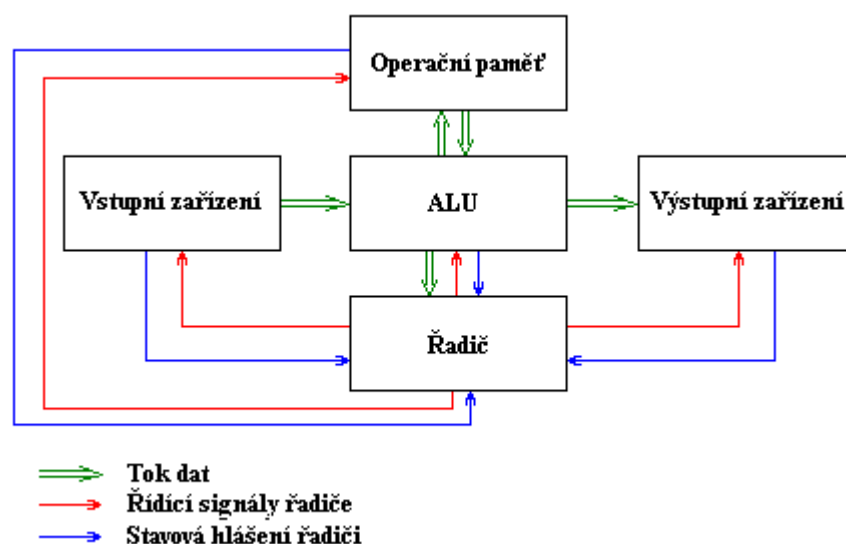 Operační paměť
Vstupní zařízení
ALU
Výstupní zařízení
Řadič
Tok dat
Řídící signály řadiče
Stavová hlášení řadiči